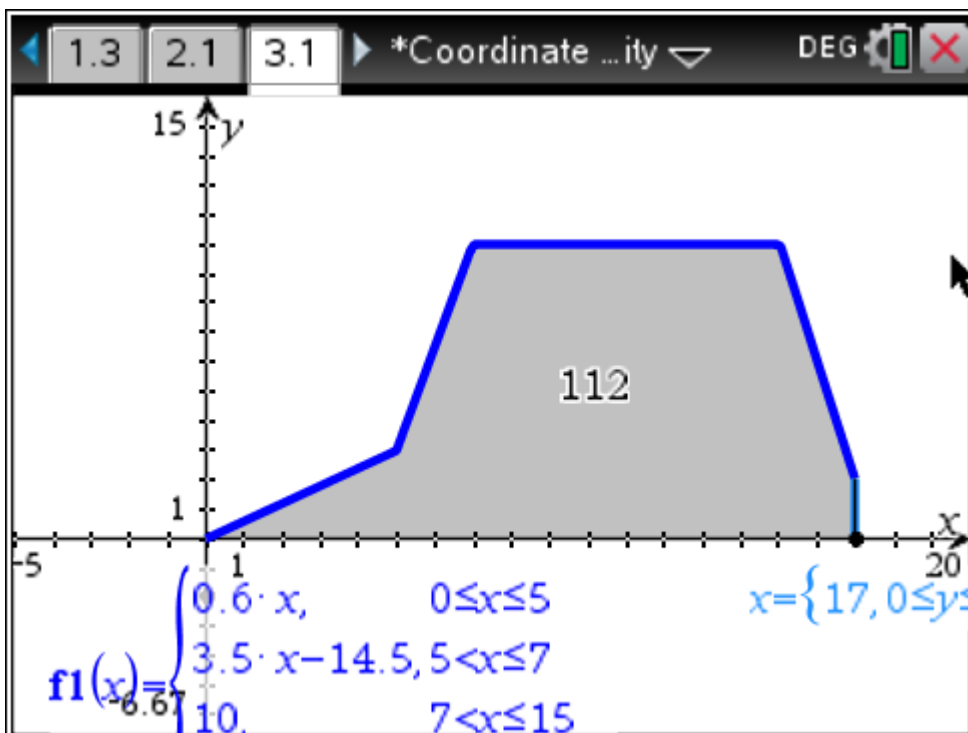 1.3 2.1 3.1 *Coordinate ...ity DEG
15 y
112
1
x
-5 1 20
0.6·x, 0≤x≤5 x={17,0≤y≤
f1(x)= 3.5·x-14.5, 5<x≤7
-6.67
10, 7<x≤15